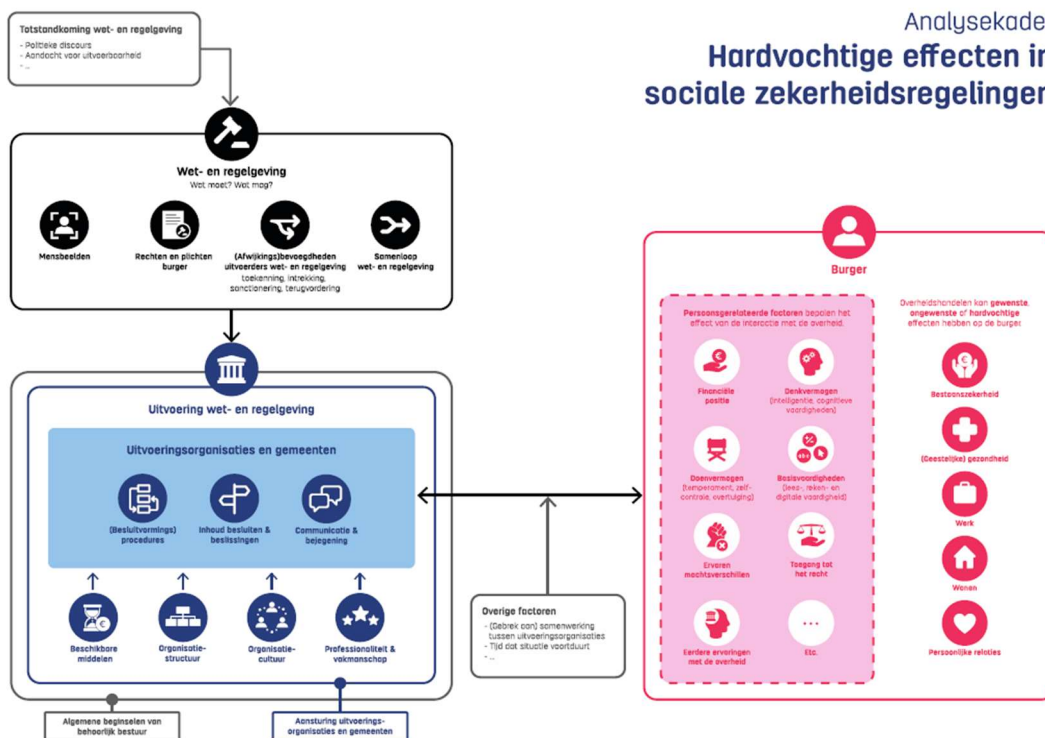 Analysekade
Hardvochtige effecten in
sociale zekerheidsregelingen
Totstandkoming wet- en regelgeving
- Politieke discours
- Aandacht voor uitvoerbaarheid
- ...
Wet- en regelgeving
Wat moet? Wat mag?
Mensbeelden
Rechten en plichten
burger
(Afwijkings)bevoegdheden
uitvoerders wet- en regelgeving
toekenning, intrekking,
sanctionering, terugvordering
Samenloop
wet- en regelgeving
Uitvoering wet- en regelgeving
Uitvoeringsorganisaties en gemeenten
(Besluitvormings)
procedures
Inhoud besluiten &
beslissingen
Communicatie &
bejegening
Beschikbare
middelen
Organisatie-
structuur
Organisatie-
cultuur
Professionaliteit &
vakmanschap
Algemene beginselen van
behoorlijk bestuur
Aansturing uitvoerings-
organisaties en gemeenten
Overige factoren
- (Gebrek aan) samenwerking
tussen uitvoeringsorganisaties
- Tijd dat situatie voortduurt
- ...
Burger
Persoonsgerelateerde factoren bepalen het
effect van de interactie met de overheid.
Financiële
positie
Denkvermogen
(intelligentie, cognitieve
vaardigheden)
Doenvermogen
(temperament, zelf-
controle, overtuiging)
Basisvaardigheden
(lees-, reken- en
digitale vaardigheid)
Ervaren
machtsverschillen
Toegang tot
het recht
Eerdere ervaringen
met de overheid
...
Etc.
Overheidshandelen kan gewenste,
ongewenste of hardvochtige
effecten hebben op de burger
Bestaanszekerheid
(Geestelijke) gezondheid
Werk
Wonen
Persoonlijke relaties